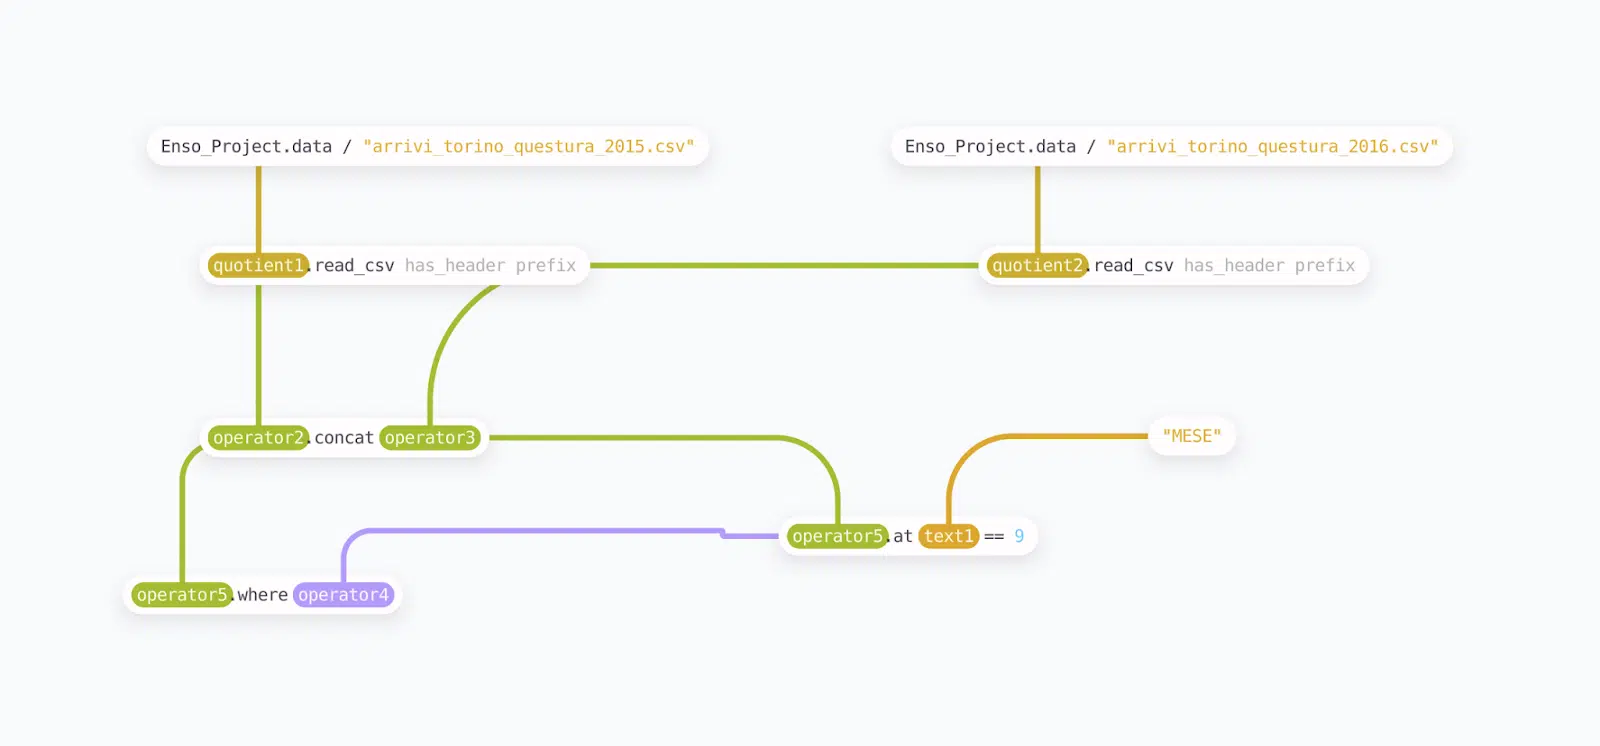 Enso_Project.data / "arrivi_torino_questura_2015.csv"
Enso_Project.data / "arrivi_torino_questura_2016.csv"
quotient1.read_csv has_header prefix
quotient2.read_csv has_header prefix
operator2.concat operator3
"MESE"
operator5.at text1 == 9
operator5.where operator4